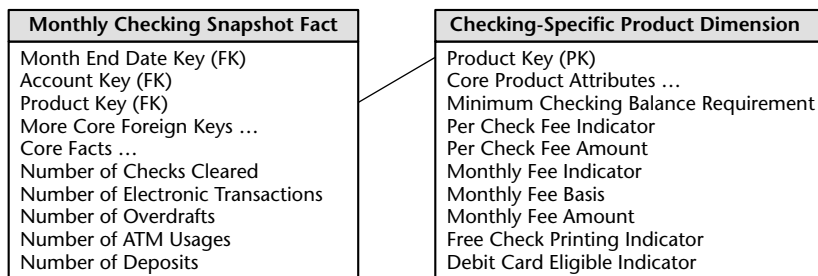 Monthly Checking Snapshot Fact
Month End Date Key (FK)
Account Key (FK)
Product Key (FK)
More Core Foreign Keys …
Core Facts …
Number of Checks Cleared
Number of Electronic Transactions
Number of Overdrafts
Number of ATM Usages
Number of Deposits
Checking-Specific Product Dimension
Product Key (PK)
Core Product Attributes …
Minimum Checking Balance Requirement
Per Check Fee Indicator
Per Check Fee Amount
Monthly Fee Indicator
Monthly Fee Basis
Monthly Fee Amount
Free Check Printing Indicator
Debit Card Eligible Indicator